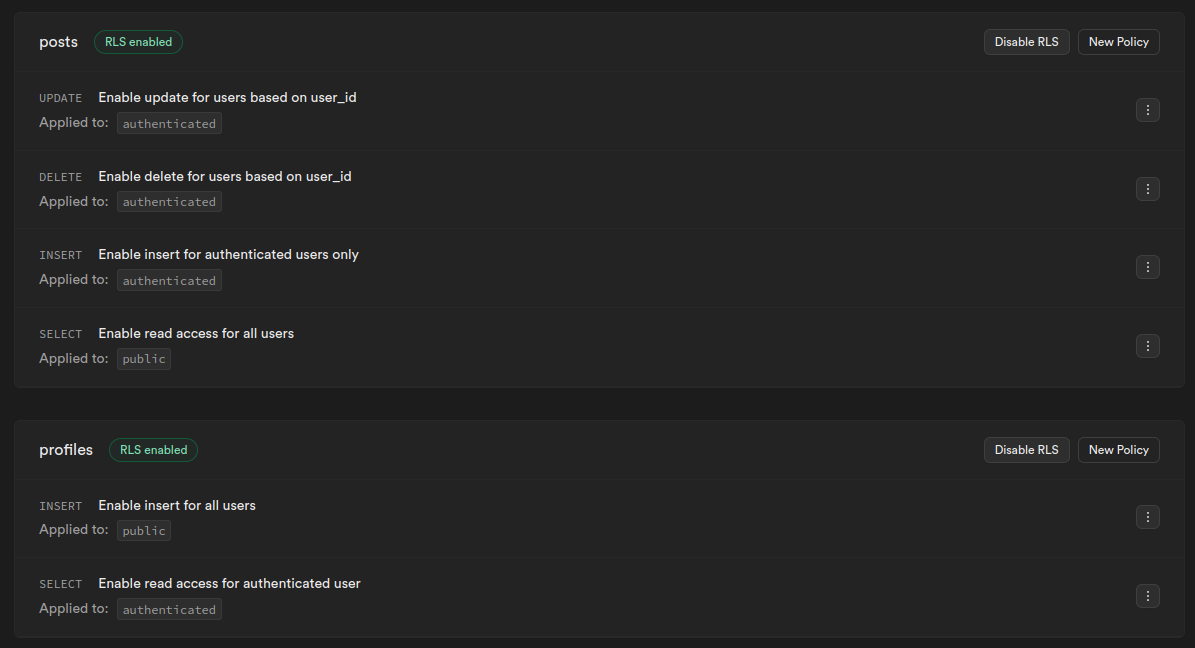 posts RLS enabled Disable RLS New Policy
UPDATE Enable update for users based on user_id
Applied to: authenticated
DELETE Enable delete for users based on user_id
Applied to: authenticated
INSERT Enable insert for authenticated users only
Applied to: authenticated
SELECT Enable read access for all users
Applied to: public
profiles RLS enabled Disable RLS New Policy
INSERT Enable insert for all users
Applied to: public
SELECT Enable read access for authenticated user
Applied to: authenticated